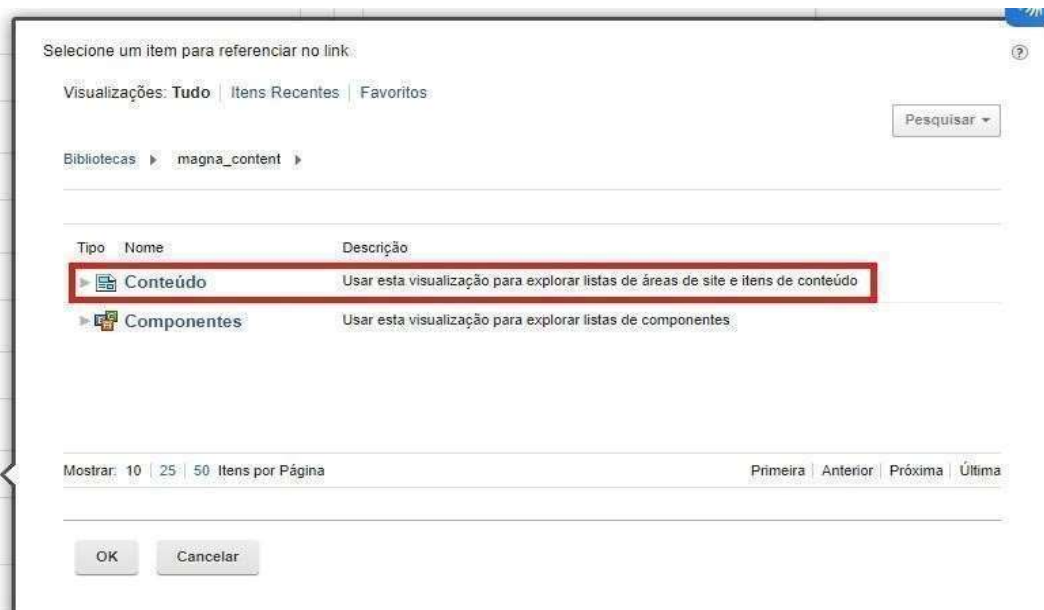 Selecione um item para referenciar no link
Visualizações: Tudo | Itens Recentes | Favoritos
Pesquisar
Bibliotecas magna_content
Tipo Nome Descrição
Conteúdo Usar esta visualização para explorar listas de áreas de site e itens de conteúdo
Componentes Usar esta visualização para explorar listas de componentes
Mostrar: 10 | 25 | 50 Itens por Página Primeira | Anterior | Próxima | Última
OK Cancelar